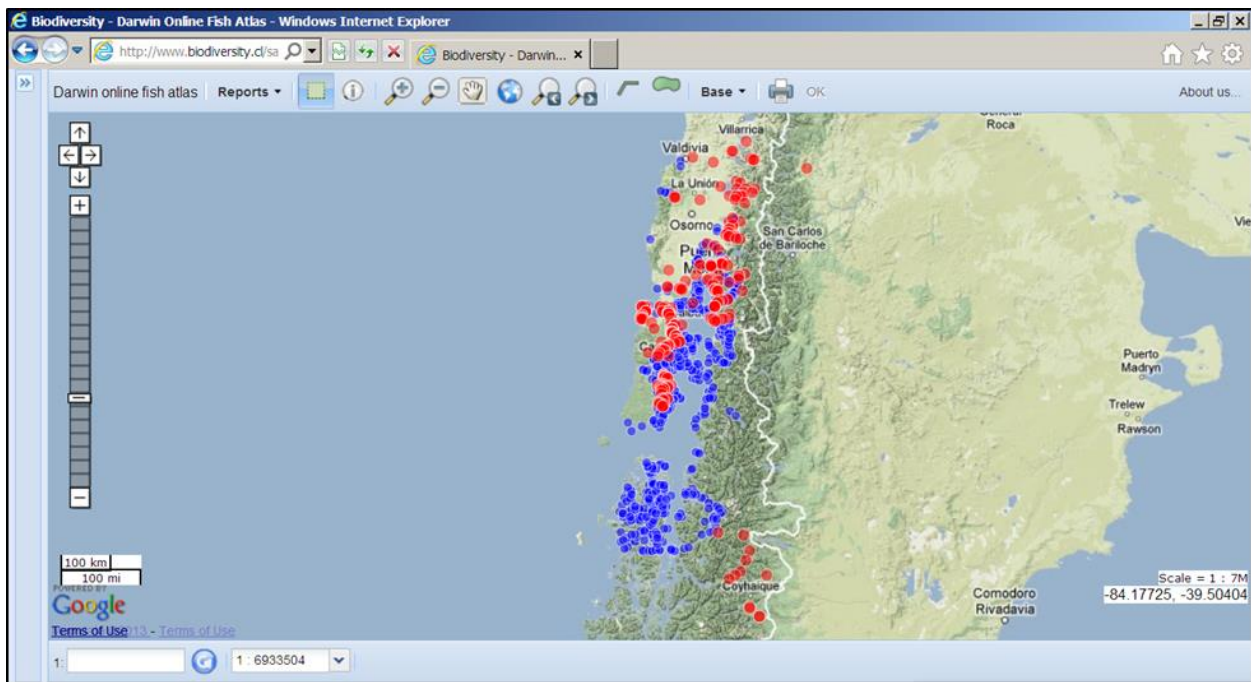 Biodiversity - Darwin Online Fish Atlas - Windows Internet Explorer
http://www.biodiversity.cl/sa
Biodiversity - Darwin...
Darwin online fish atlas Reports Base OK About us...
General
Roca
Villarrica
Valdivia
La Unión
Osorno
San Carlos
de Bariloche
Puerto
Madryn
Trelew
Rawson
Coyhaique
Comodoro
Rivadavia
100 km
100 mi
POWERED BY
Google
Terms of Use - Terms of Use
Scale = 1 : 7M
-84.17725, -39.50404
1: 1 : 6933504